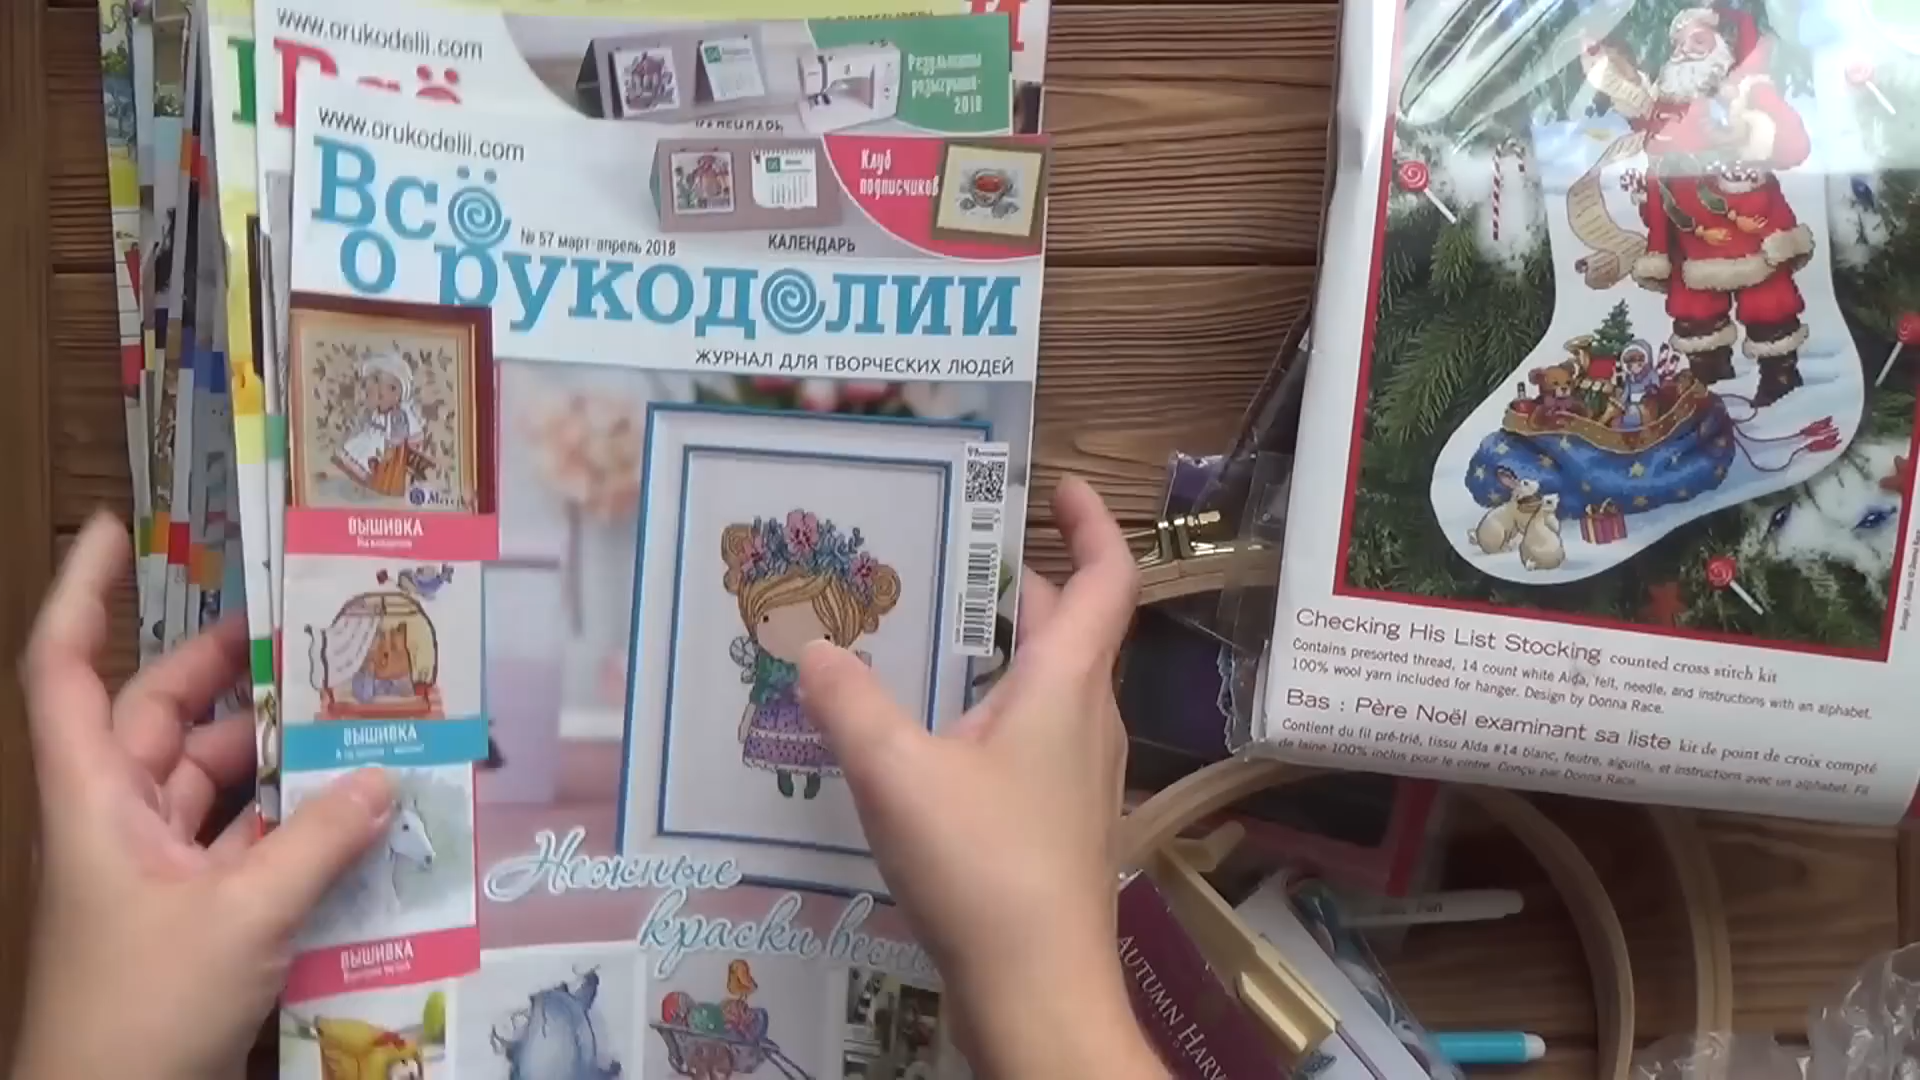 www.orukodelii.com
Всё
Результаты
розыгрыша-
2018
www.orukodelii.com
Всё
о рукодолии
№ 57 март-апрель 2018
КАЛЕНДАРЬ
Клуб
подписчиков
ЖУРНАЛ ДЛЯ ТВОРЧЕСКИХ ЛЮДЕЙ
ВЫШИВКА
ВЫШИВКА
ВЫШИВКА
Нежные
краски весны
Checking His List Stocking counted cross stitch kit
Contains presorted thread, 14 count white Aida, felt, needle, and instructions with an alphabet.
100% wool yarn included for hanger. Design by Donna Race.
Bas : Père Noël examinant sa liste kit de point de croix compté
Contient du fil pré-trié, tissu Aida #14 blanc, feutre, aiguille, et instructions avec un alphabet. Fil
de laine 100% inclus pour le cintre. Conçu par Donna Race.
AUTUMN HARV